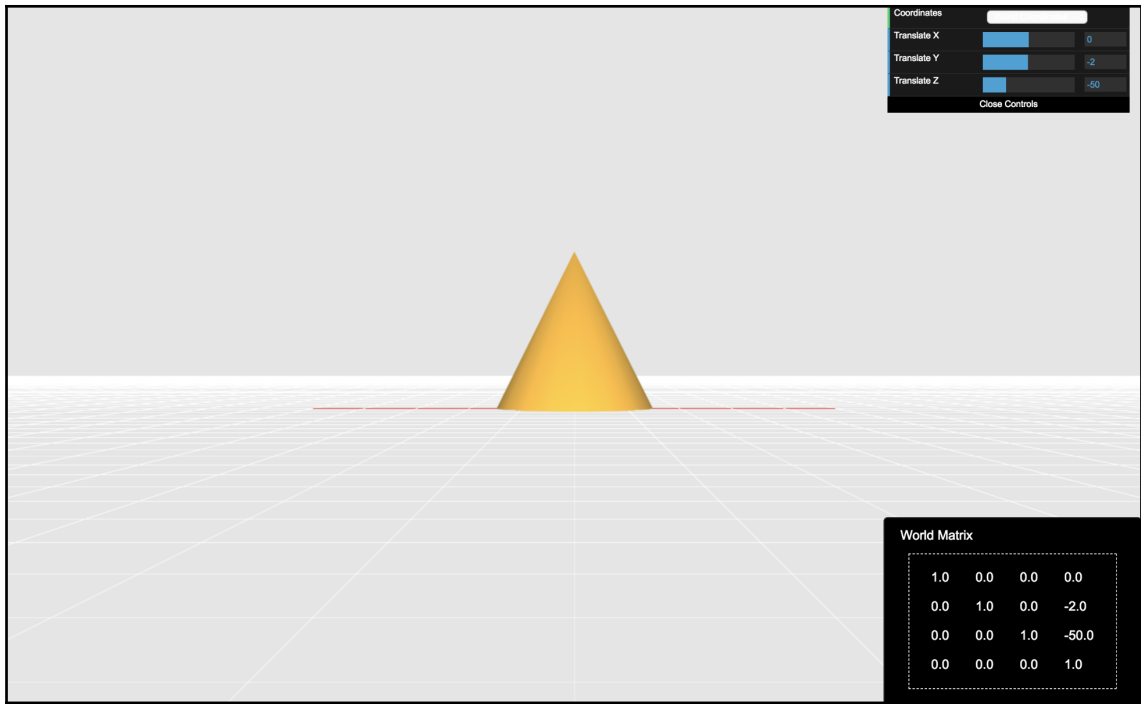 Coordinates
Translate X 0
Translate Y -2
Translate Z -50
Close Controls
World Matrix
1.0 0.0 0.0 0.0
0.0 1.0 0.0 -2.0
0.0 0.0 1.0 -50.0
0.0 0.0 0.0 1.0